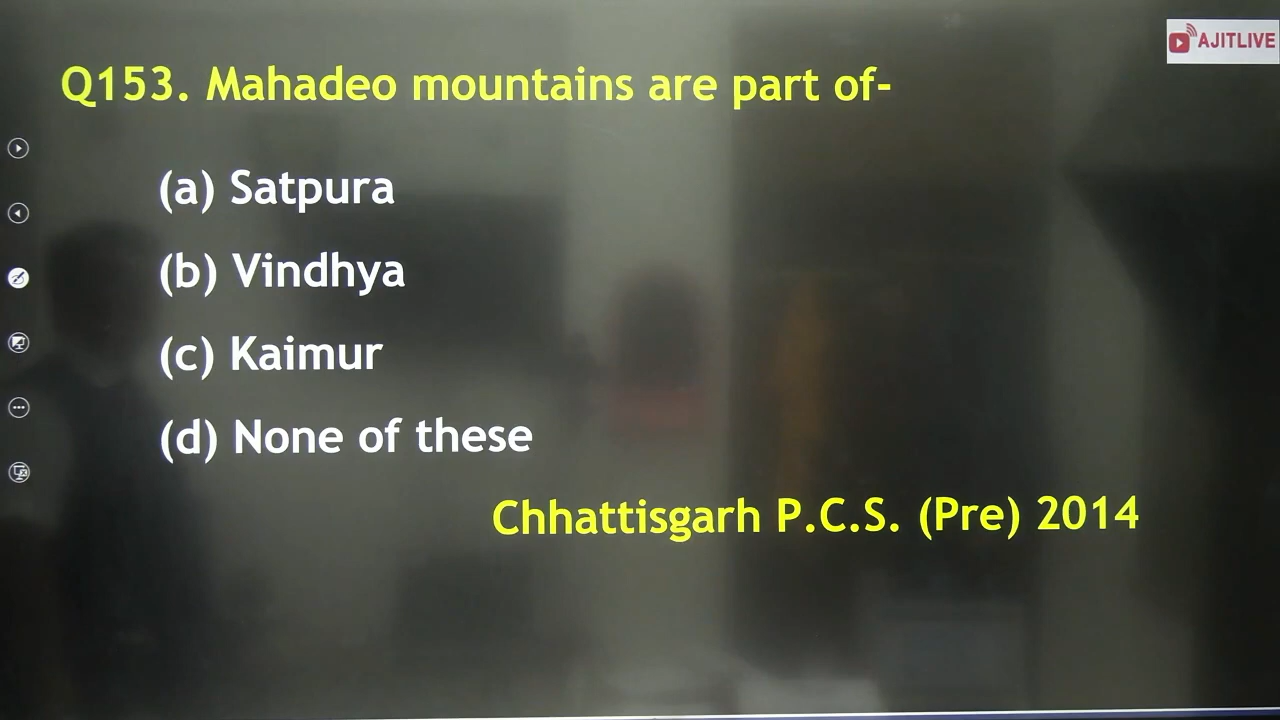 AJITLIVE
Q153. Mahadeo mountains are part of-
(a) Satpura
(b) Vindhya
(c) Kaimur
(d) None of these
Chhattisgarh P.C.S. (Pre) 2014